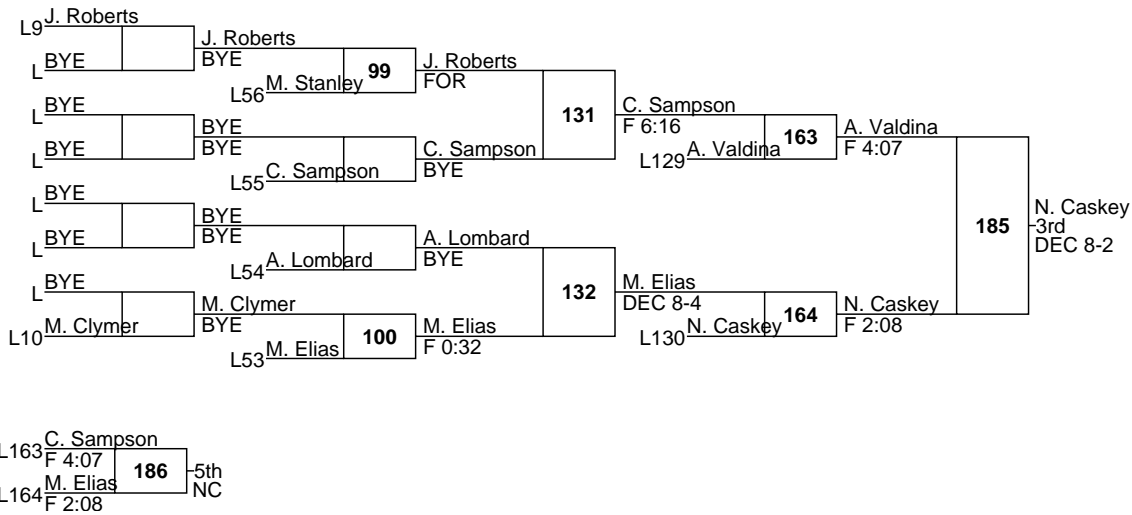 J. Roberts
L9
J. Roberts
BYE
BYE
L
M. Stanley
L56
99
J. Roberts
FOR
BYE
L
BYE
BYE
BYE
L
C. Sampson
L55
C. Sampson
BYE
131
C. Sampson
F 6:16
A. Valdina
L129
163
A. Valdina
F 4:07
BYE
L
BYE
BYE
BYE
L
A. Lombard
L54
A. Lombard
BYE
BYE
L
M. Clymer
BYE
M. Clymer
L10
M. Elias
L53
100
M. Elias
F 0:32
132
M. Elias
DEC 8-4
N. Caskey
L130
164
N. Caskey
F 2:08
185
N. Caskey
3rd
DEC 8-2
C. Sampson
L163
F 4:07
M. Elias
L164
F 2:08
186
5th
NC